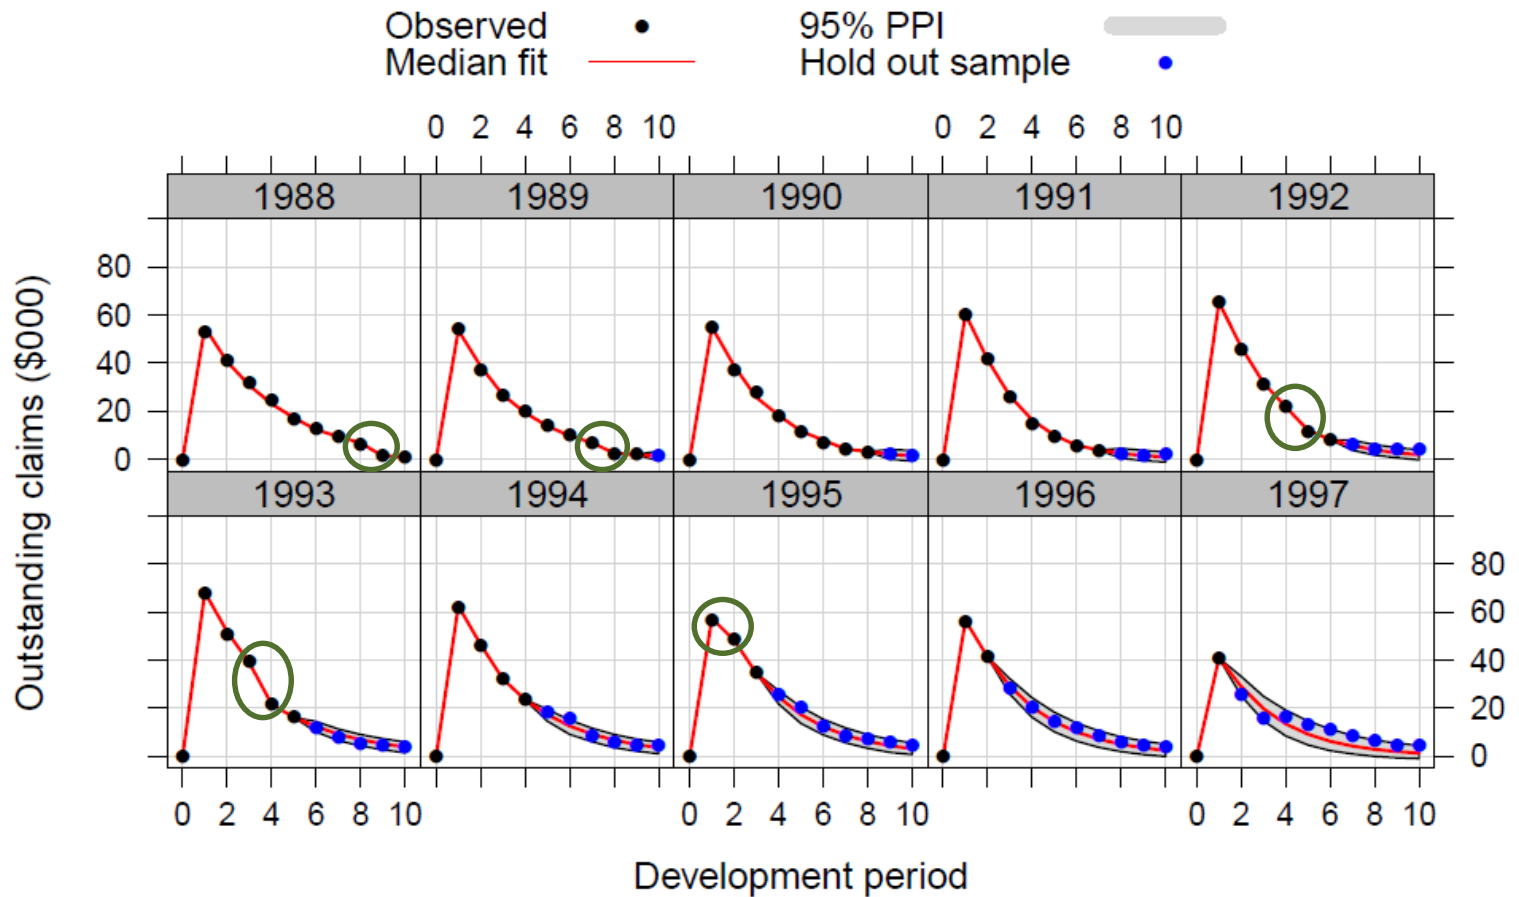 Observed 95% PPI
Median fit Hold out sample
0 2 4 6 8 10 0 2 4 6 8 10
1988 1989 1990 1991 1992
80
60
40
20
0
1993 1994 1995 1996 1997
80
60
40
20
0
0 2 4 6 8 10 0 2 4 6 8 10 0 2 4 6 8 10
Development period
Outstanding claims ($000)